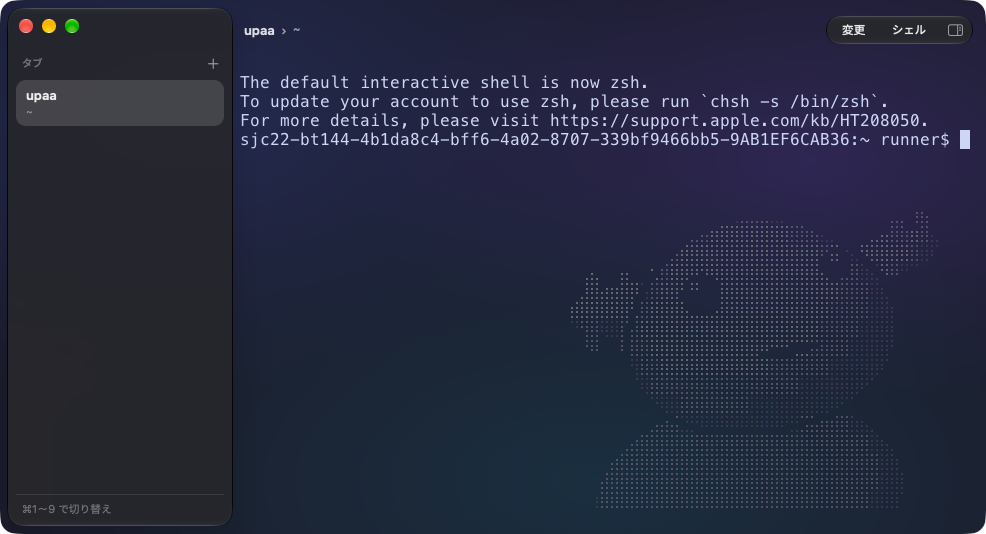 upaa › ~
変更 シェル
タブ +
upaa
~
The default interactive shell is now zsh.
To update your account to use zsh, please run `chsh -s /bin/zsh`.
For more details, please visit https://support.apple.com/kb/HT208050.
sjc22-bt144-4b1da8c4-bff6-4a02-8707-339bf9466bb5-9AB1EF6CAB36:~ runner$
⌘1〜9 で切り替え